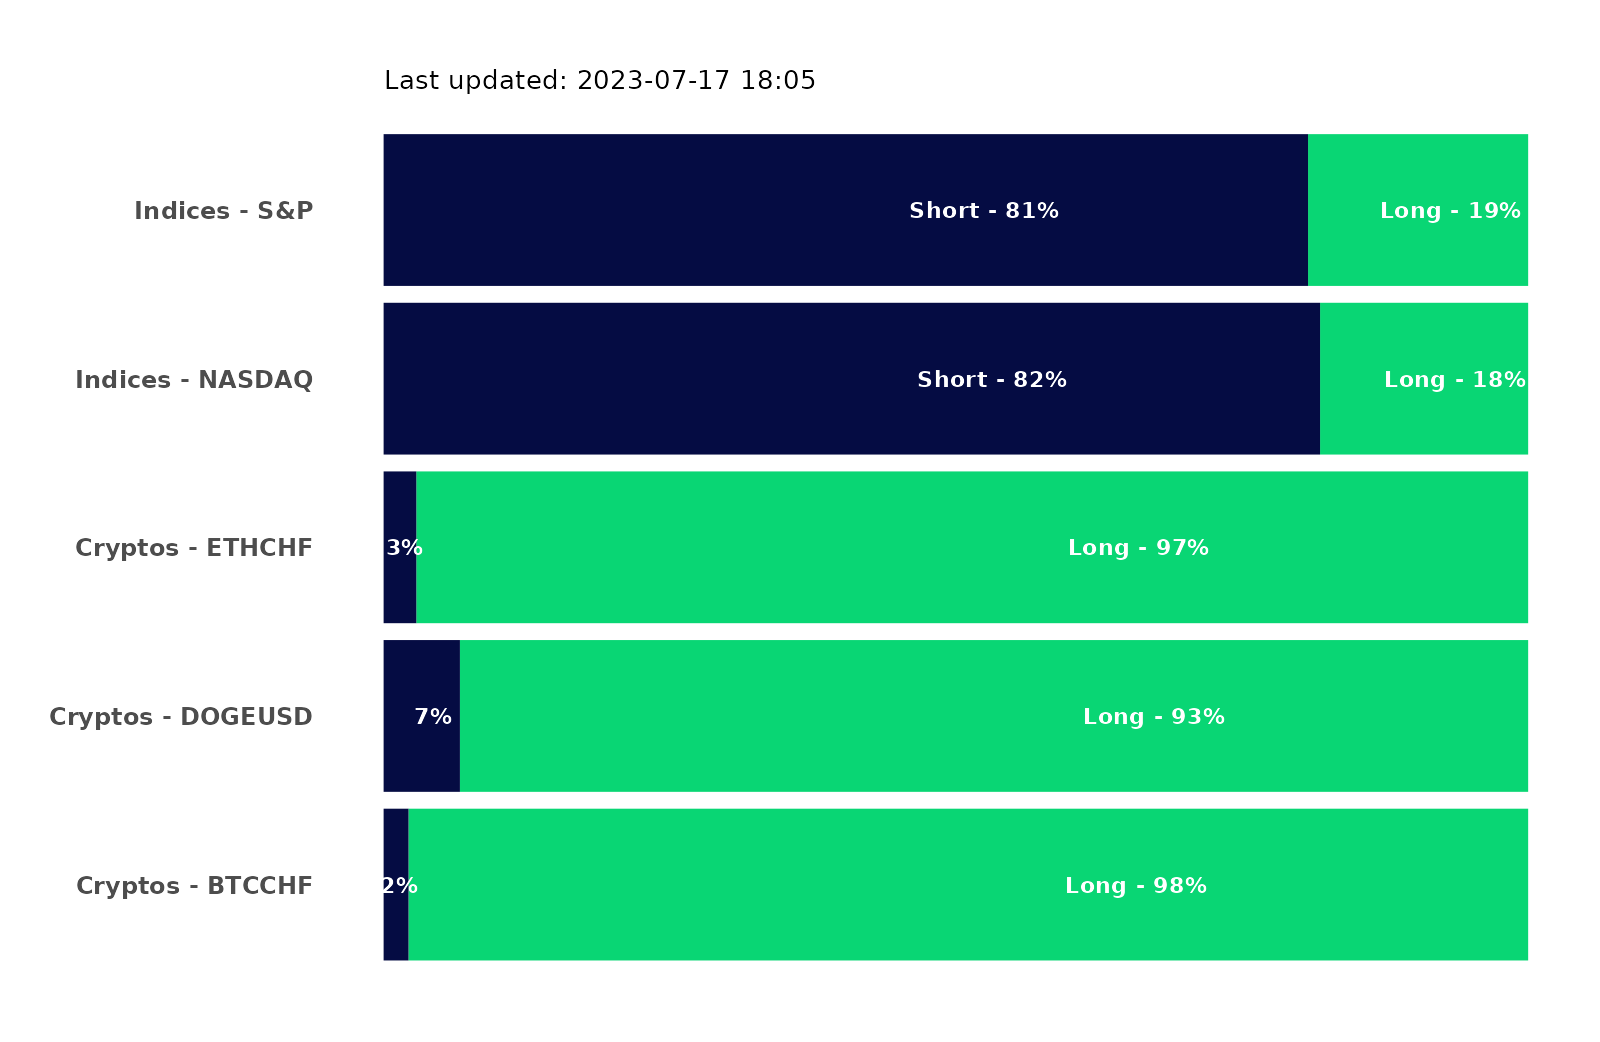 Last updated: 2023-07-17 18:05
Indices - S&P Short - 81% Long - 19%
Indices - NASDAQ Short - 82% Long - 18%
Cryptos - ETHCHF 3% Long - 97%
Cryptos - DOGEUSD 7% Long - 93%
Cryptos - BTCCHF 2% Long - 98%